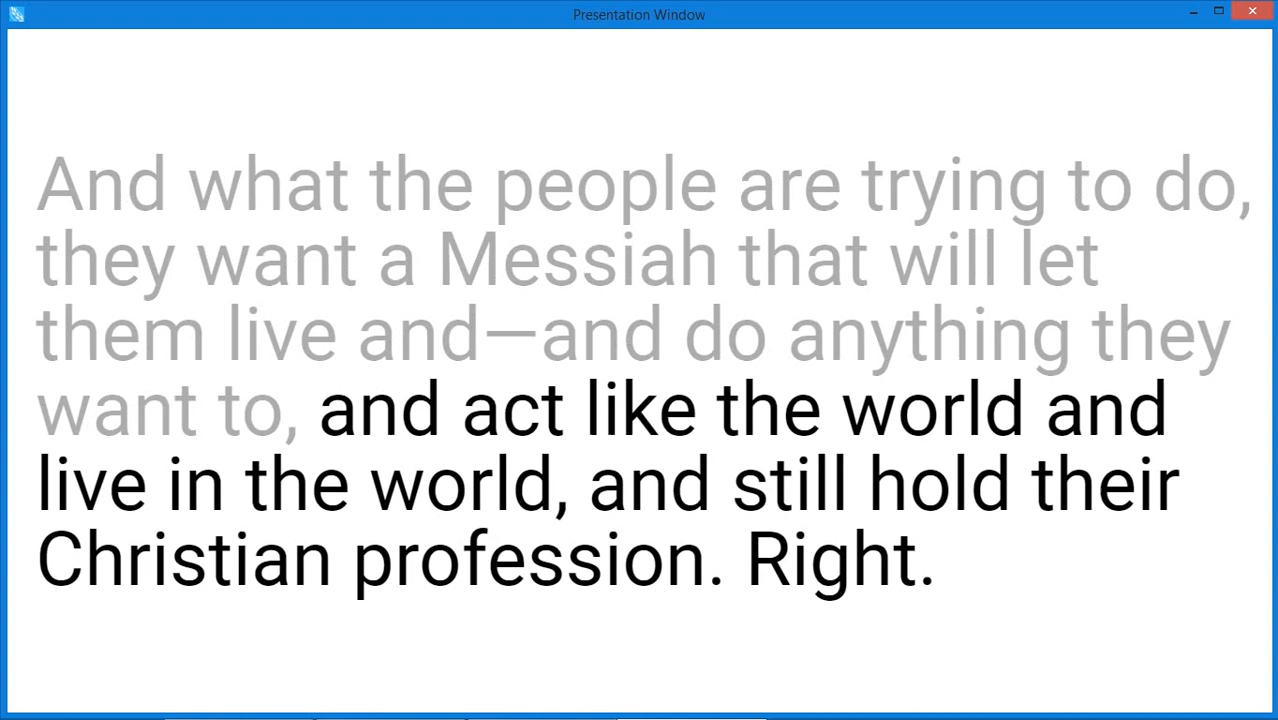 Presentation Window
And what the people are trying to do,
they want a Messiah that will let
them live and—and do anything they
want to, and act like the world and
live in the world, and still hold their
Christian profession. Right.